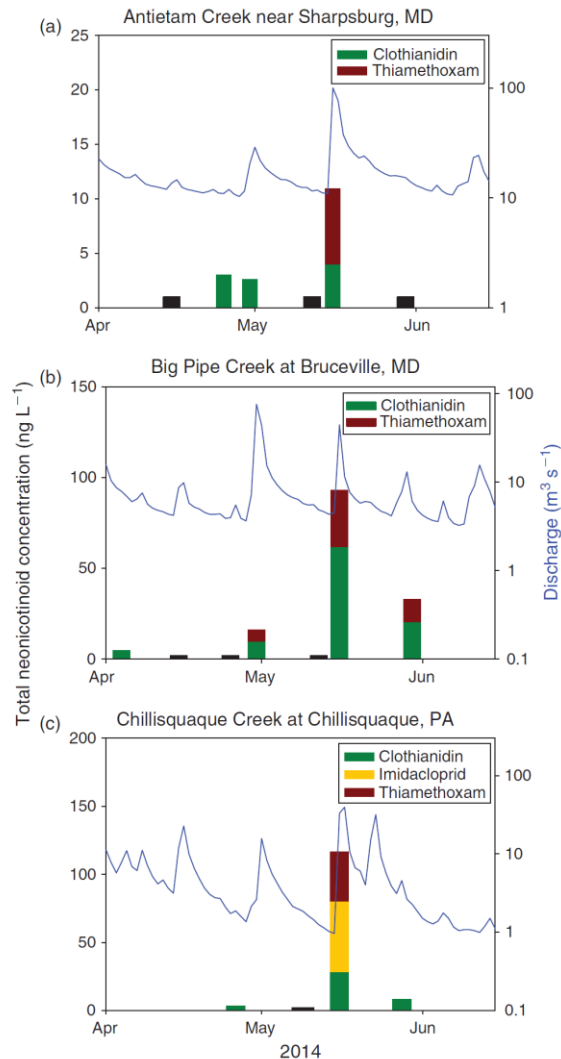 (a) Antietam Creek near Sharpsburg, MD
25
20
15
10
5
0
100
10
1
Clothianidin
Thiamethoxam
Apr May Jun
(b) Big Pipe Creek at Bruceville, MD
150
100
50
0
100
10
1
0.1
Clothianidin
Thiamethoxam
Apr May Jun
Total neonicotinoid concentration (ng L⁻¹)
Discharge (m³ s⁻¹)
(c) Chillisquaque Creek at Chillisquaque, PA
200
150
100
50
0
100
10
1
0.1
Clothianidin
Imidacloprid
Thiamethoxam
Apr May Jun
2014